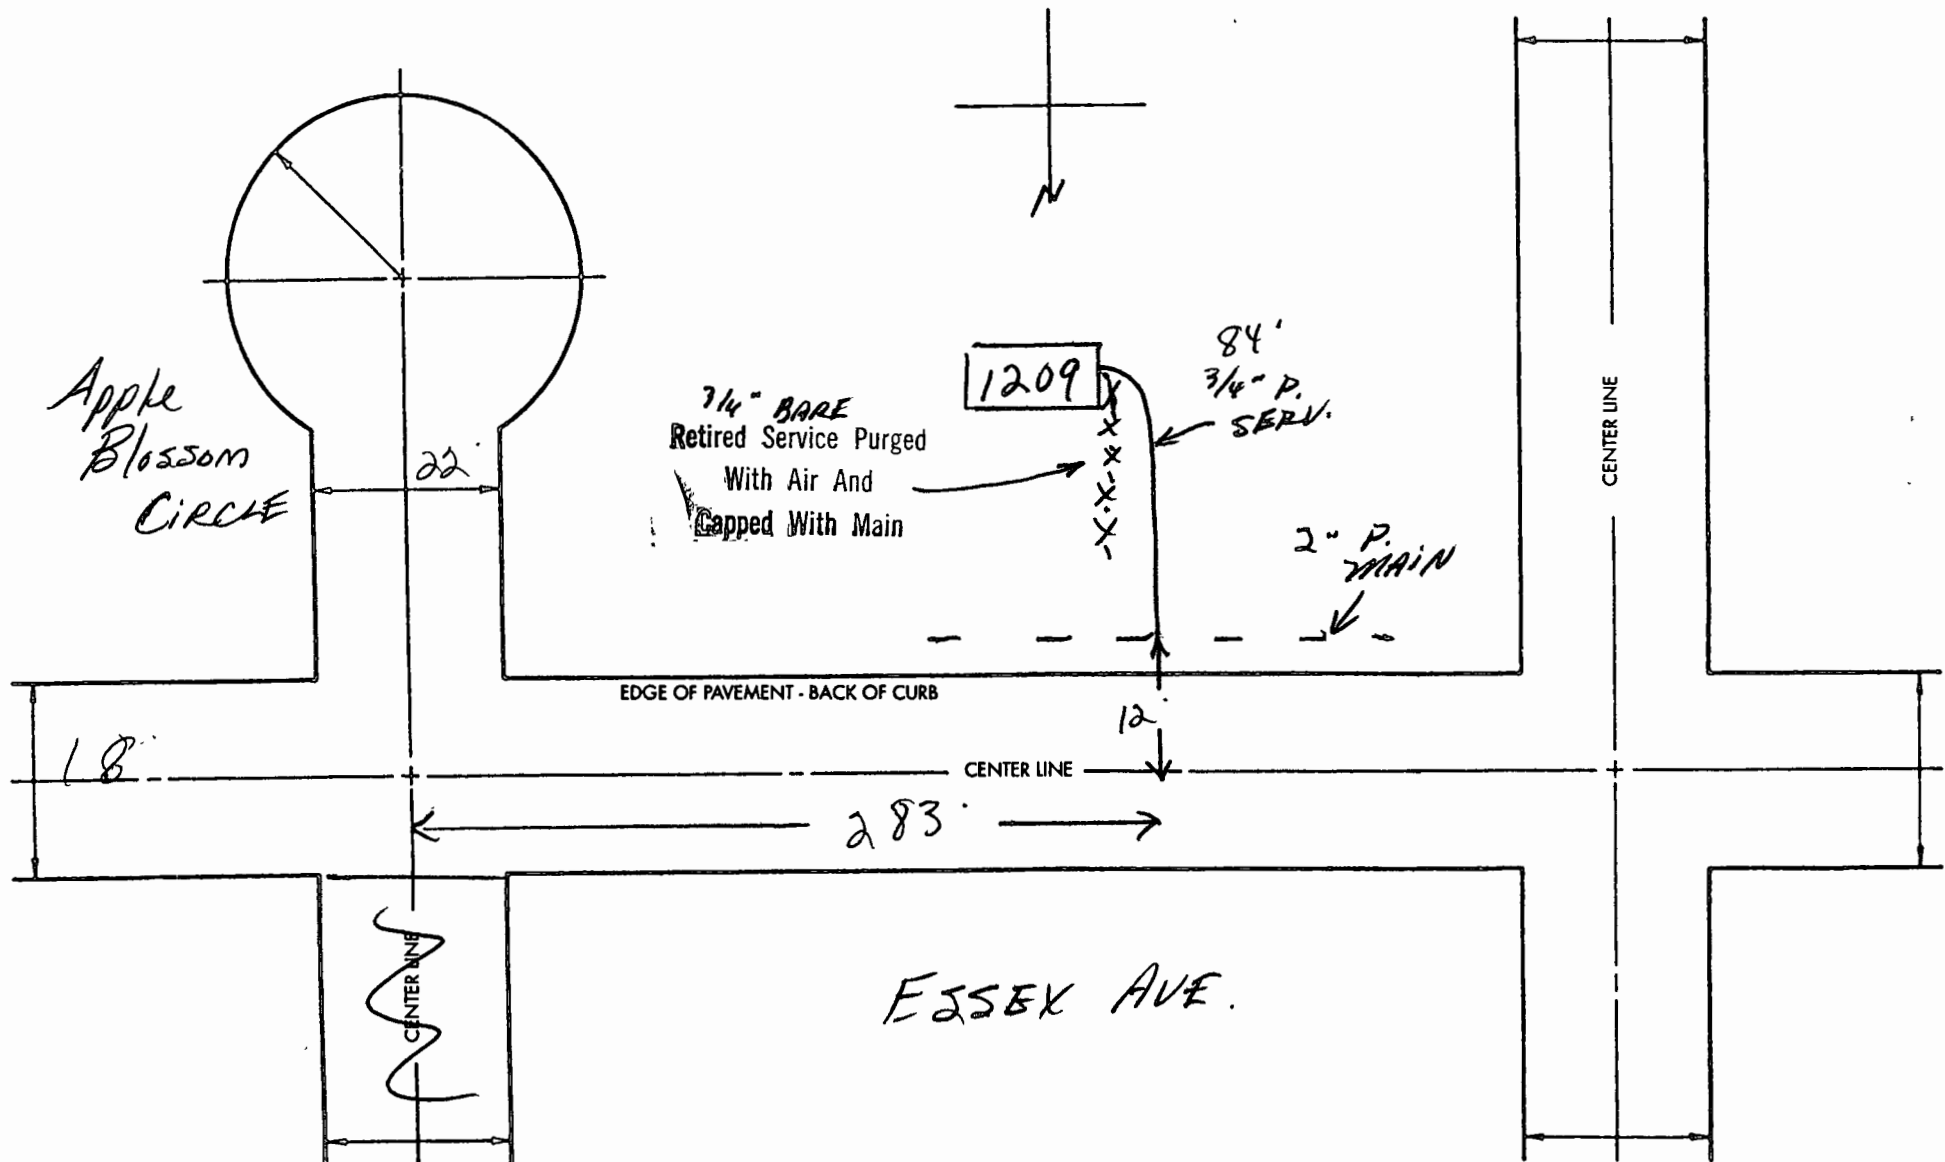 N
Apple
Blossom
CIRCLE
22'
3/4" BARE
Retired Service Purged
With Air And
Capped With Main
1209
84'
3/4" P.
SERV.
2" P.
MAIN
CENTER LINE
EDGE OF PAVEMENT - BACK OF CURB
12'
18'
CENTER LINE
283'
CENTER LINE
ESSEX AVE.